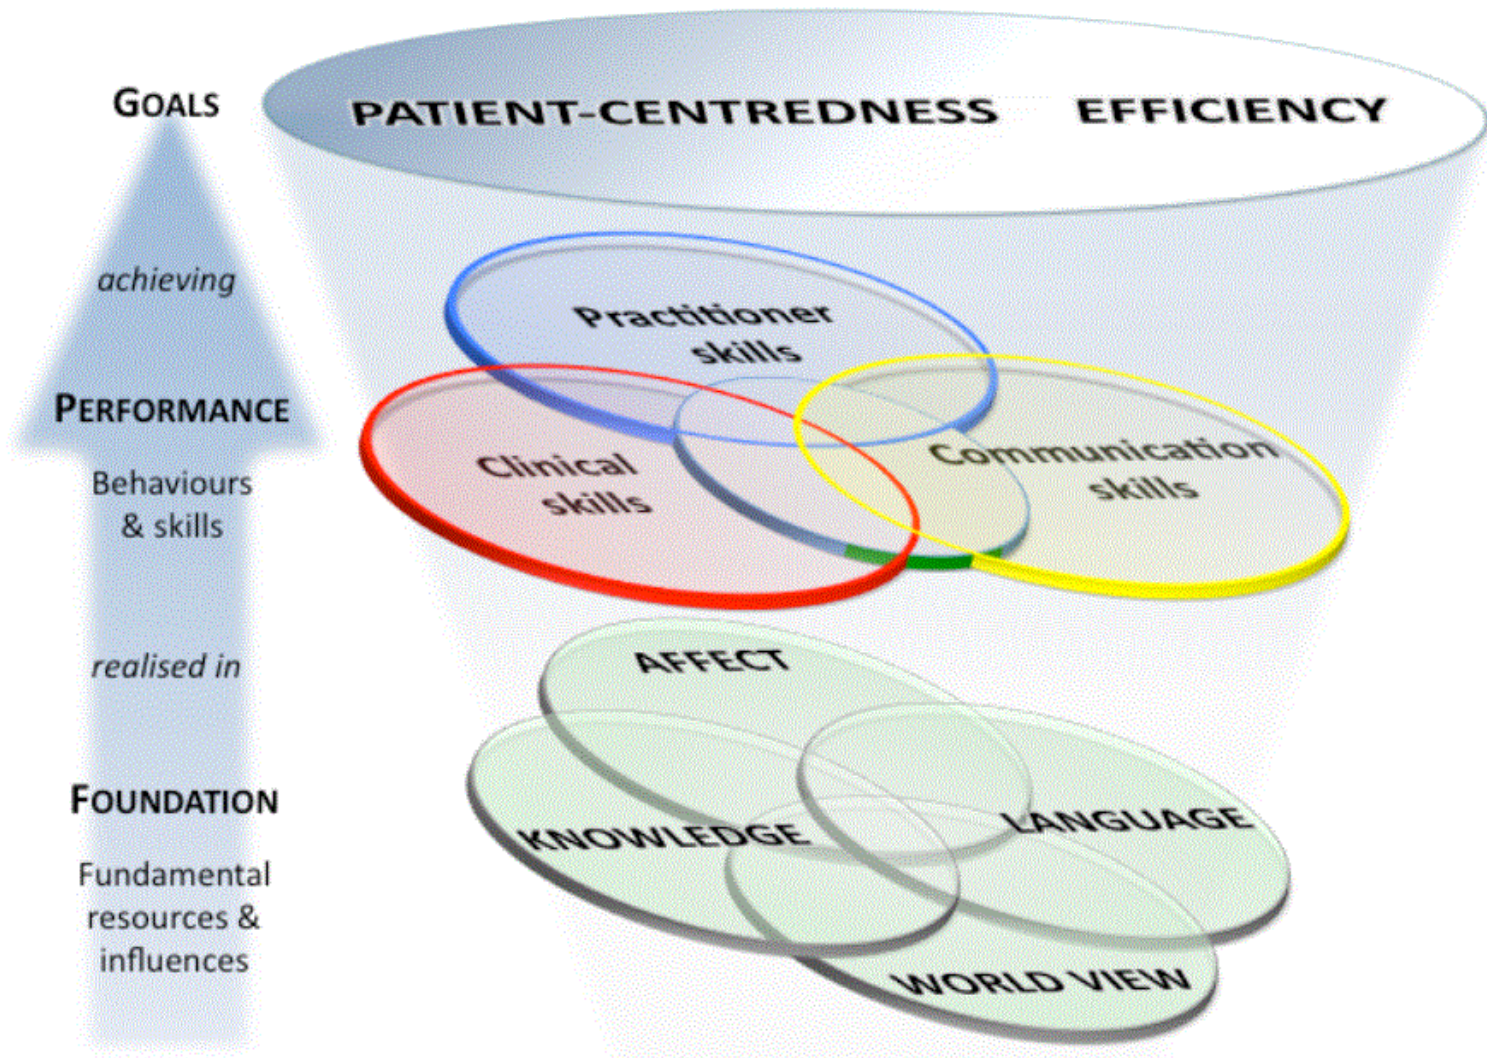 GOALS
PATIENT-CENTREDNESS EFFICIENCY
achieving
Practitioner
skills
PERFORMANCE
Behaviours
& skills
Clinical
skills
Communication
skills
realised in
AFFECT
FOUNDATION
KNOWLEDGE
LANGUAGE
Fundamental
resources &
influences
WORLD VIEW